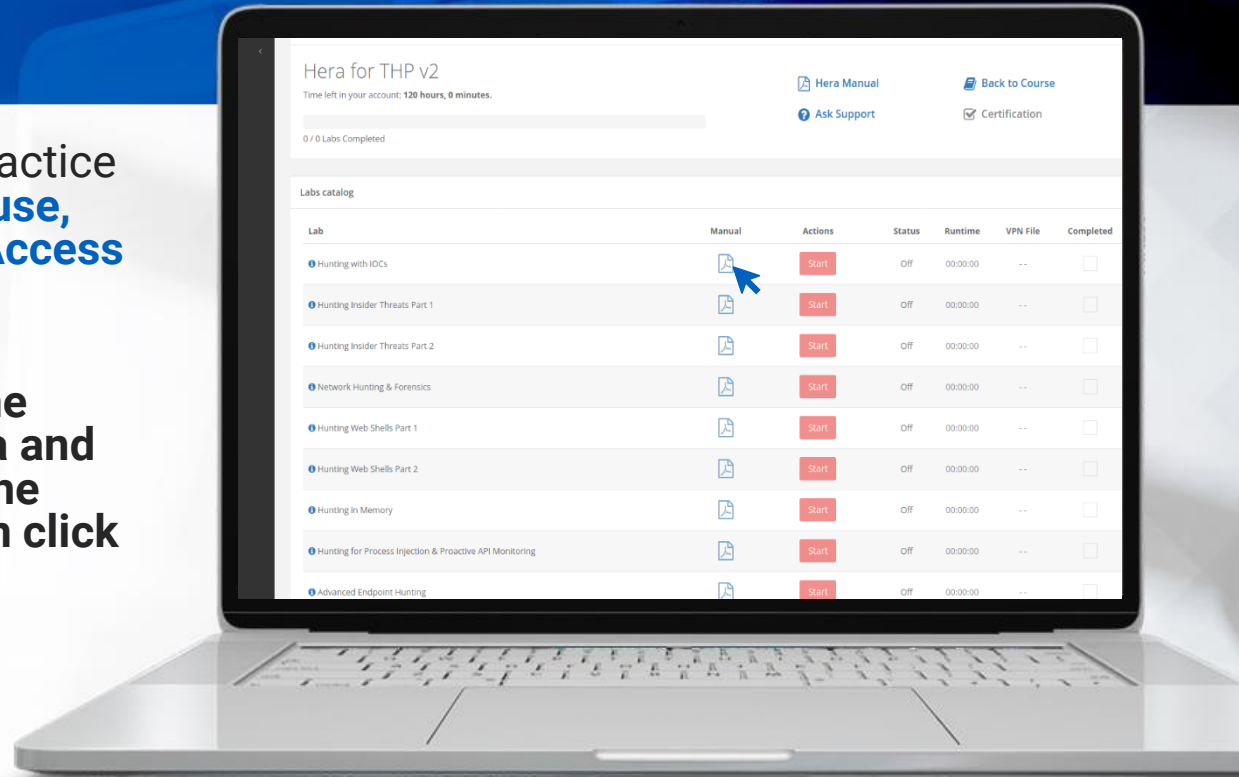 actice
use,
Access
he
a and
he
n click
Hera for THP v2
Time left in your account: 120 hours, 0 minutes.
0 / 0 Labs Completed
Hera Manual
Back to Course
Ask Support
Certification
Labs catalog
Lab Manual Actions Status Runtime VPN File Completed
Hunting with IOCs Start Off 00:00:00 --
Hunting Insider Threats Part 1 Start Off 00:00:00 --
Hunting Insider Threats Part 2 Start Off 00:00:00 --
Network Hunting & Forensics Start Off 00:00:00 --
Hunting Web Shells Part 1 Start Off 00:00:00 --
Hunting Web Shells Part 2 Start Off 00:00:00 --
Hunting in Memory Start Off 00:00:00 --
Hunting for Process Injection & Proactive API Monitoring Start Off 00:00:00 --
Advanced Endpoint Hunting Start Off 00:00:00 --